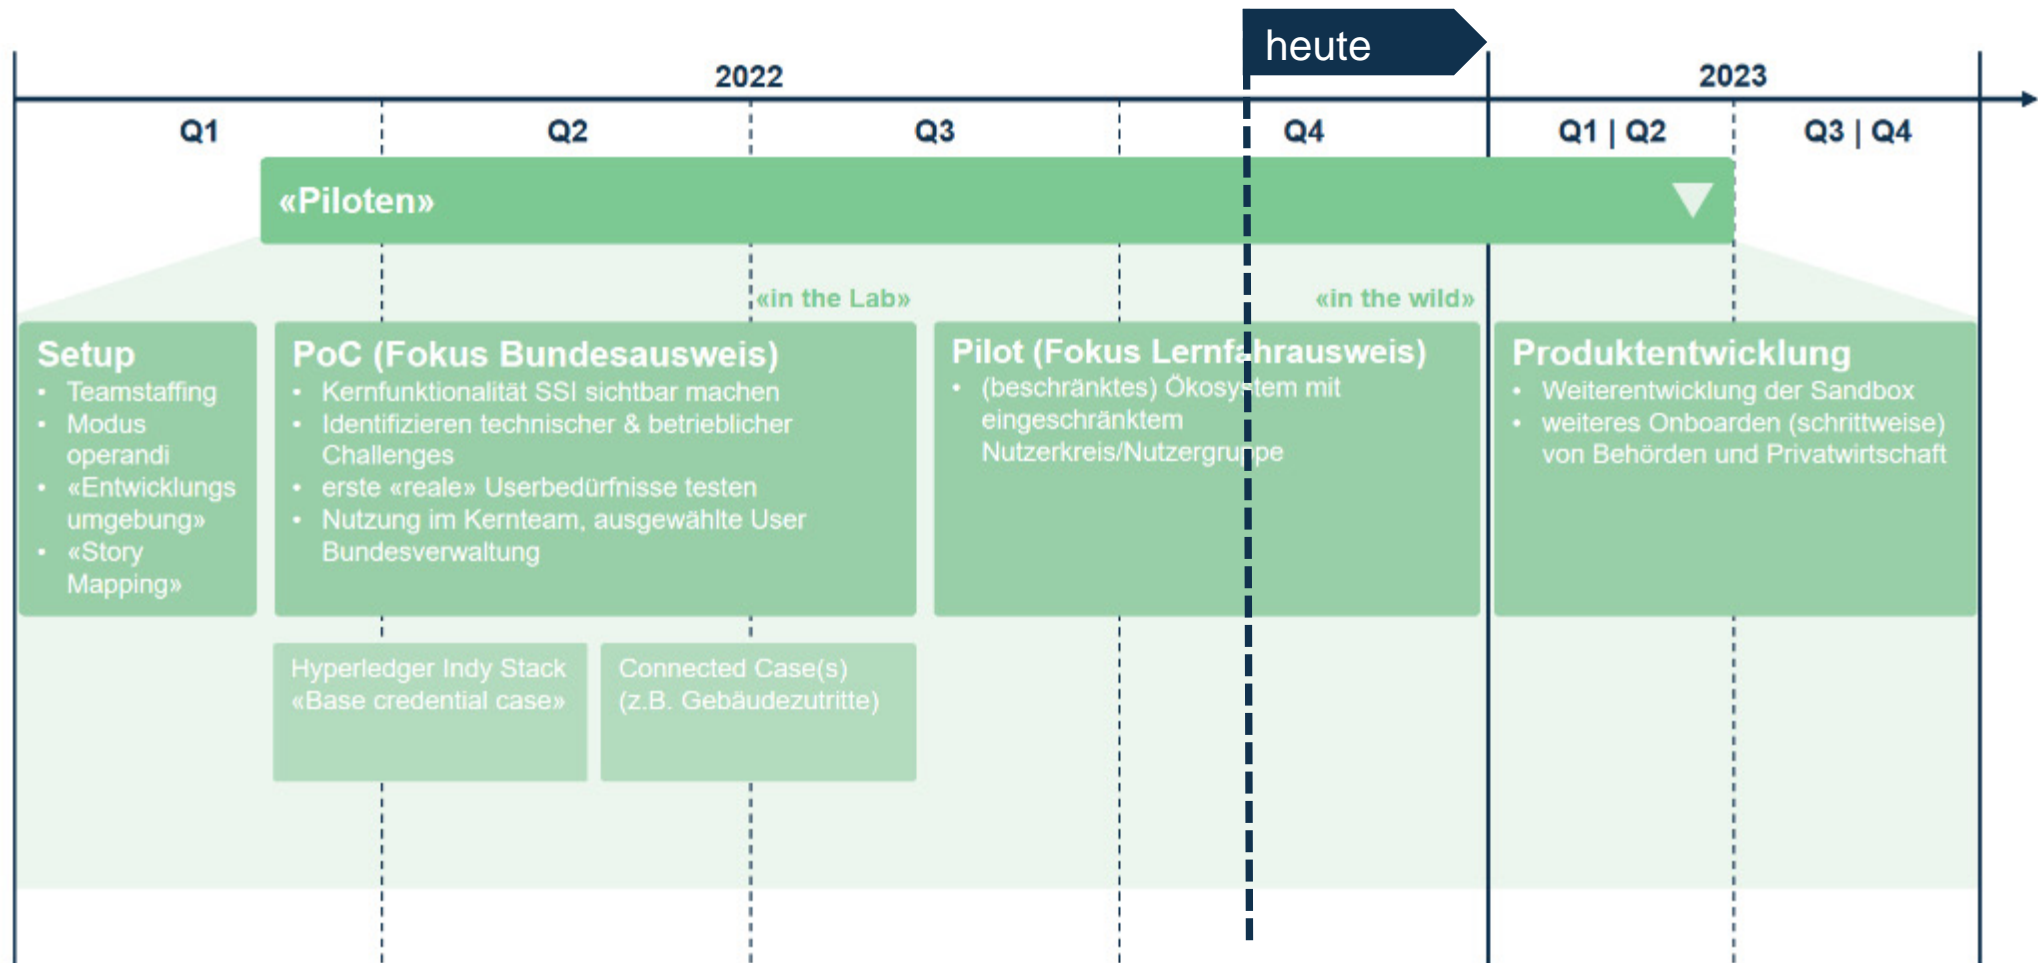 heute
2022
2023
Q1
Q2
Q3
Q4
Q1 | Q2
Q3 | Q4
«Piloten»
«in the Lab»
«in the wild»
Setup
• Teamstaffing
• Modus
operandi
• «Entwicklungs
umgebung»
• «Story
Mapping»
PoC (Fokus Bundesausweis)
• Kernfunktionalität SSI sichtbar machen
• Identifizieren technischer & betrieblicher
Challenges
• erste «reale» Userbedürfnisse testen
• Nutzung im Kernteam, ausgewählte User
Bundesverwaltung
Pilot (Fokus Lernfahrausweis)
• (beschränktes) Ökosystem mit
eingeschränktem
Nutzerkreis/Nutzergruppe
Produktentwicklung
• Weiterentwicklung der Sandbox
• weiteres Onboarden (schrittweise)
von Behörden und Privatwirtschaft
Hyperledger Indy Stack
«Base credential case»
Connected Case(s)
(z.B. Gebäudezutritte)